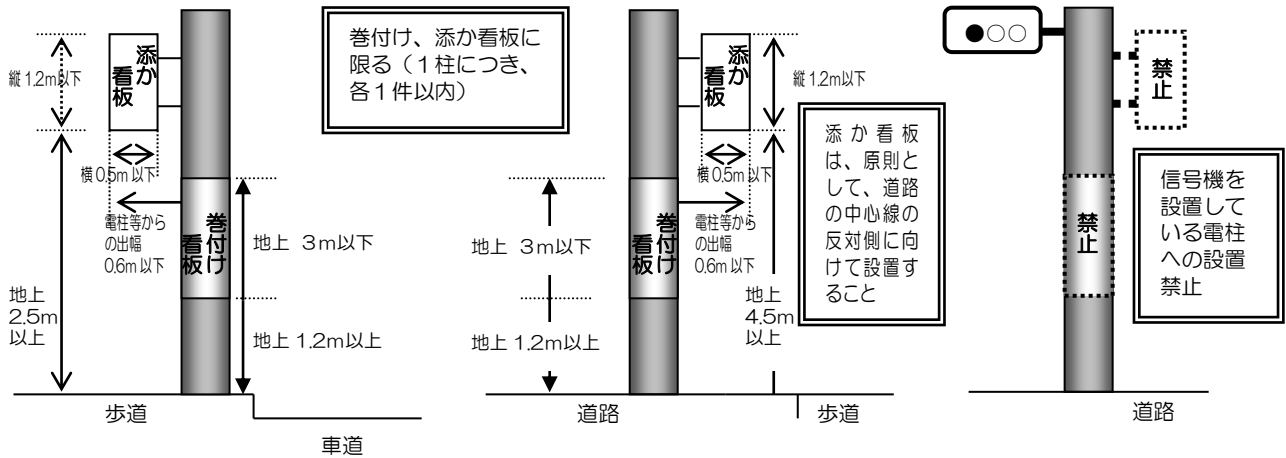 添か
看板
縦1.2m以下
横0.5m以下
電柱等から
の出幅
0.6m以下
地上
2.5m
以上
巻付け
看板
地上 3m以下
地上 1.2m以上
歩道
車道
巻付け、添か看板に
限る(1柱につき、
各1件以内)
添か
看板
縦1.2m以下
横0.5m以下
電柱等から
の出幅
0.6m以下
巻付け
看板
地上 3m以下
地上 1.2m以上
地上
4.5m
以上
道路
歩道
添か看板
は、原則と
して、道路
の中心線の
反対側に向
けて設置す
ること
禁止
禁止
信号機を
設置して
いる電柱
への設置
禁止
道路